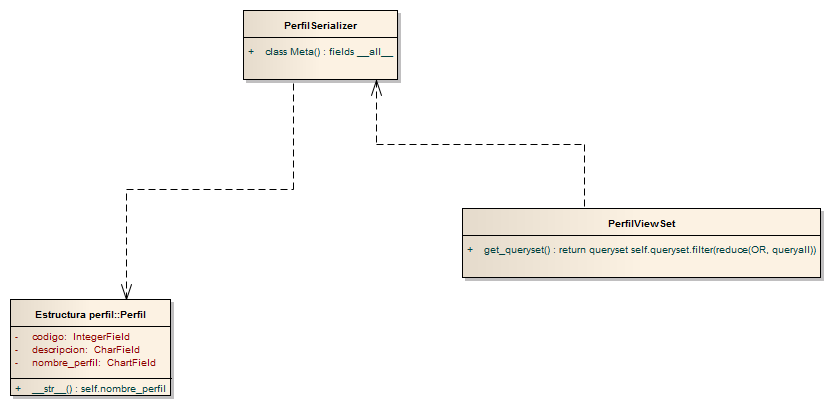 PerfilSerializer
+ class Meta() : fields __all__
PerfilViewSet
+ get_queryset() : return queryset self.queryset.filter(reduce(OR, queryall))
Estructura perfil::Perfil
- codigo: IntegerField
- descripcion: CharField
- nombre_perfil: ChartField
+ __str__() : self.nombre_perfil